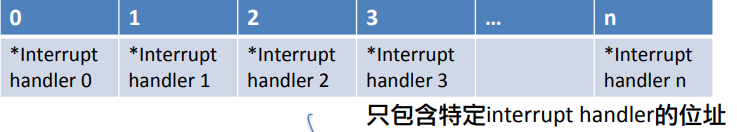 0 1 2 3 ... n
*Interrupt *Interrupt *Interrupt *Interrupt *Interrupt
handler 0 handler 1 handler 2 handler 3 handler n
只包含特定interrupt handler的位址